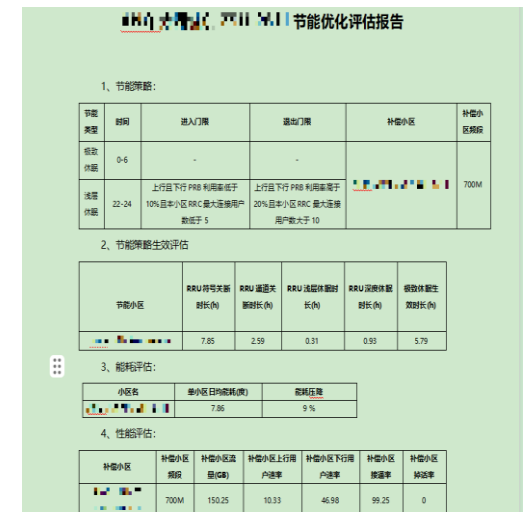 节能优化评估报告
1、节能策略：
节能类型 时间 进入门限 退出门限 补偿小区 补偿小区频段
极致休眠 0-6 - - 700M
浅层休眠 22-24 上行且下行 PRB 利用率低于 10%且本小区 RRC 最大连接用户数低于 5 上行且下行 PRB 利用率高于 20%且本小区 RRC 最大连接用户数大于 10
2、节能策略生效评估
节能小区 RRU 符号关断时长(h) RRU 通道关断时长(h) RRU 浅层休眠时长(h) RRU 深度休眠时长(h) 极致休眠生效时长(h)
7.85 2.59 0.31 0.93 5.79
3、能耗评估：
小区名 单小区日均能耗(度) 能耗压降
7.86 9 %
4、性能评估：
补偿小区 补偿小区频段 补偿小区流量(GB) 补偿小区上行用户速率 补偿小区下行用户速率 补偿小区接通率 补偿小区掉话率
700M 150.25 10.33 46.98 99.25 0